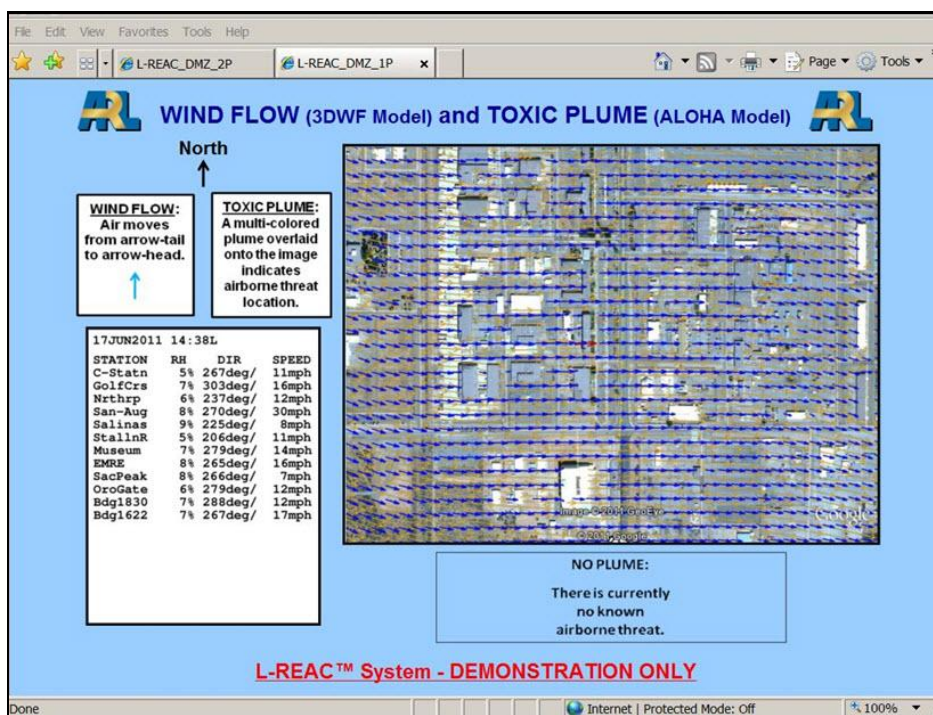 File Edit View Favorites Tools Help
L-REAC_DMZ_2P
L-REAC_DMZ_1P x
Page Tools
ARL WIND FLOW (3DWF Model) and TOXIC PLUME (ALOHA Model) ARL
North
WIND FLOW:
Air moves
from arrow-tail
to arrow-head.
TOXIC PLUME:
A multi-colored
plume overlaid
onto the image
indicates
airborne threat
location.
17JUN2011 14:38L
STATION RH DIR SPEED
C-Statn 5% 267deg/ 11mph
GolfCrs 7% 303deg/ 16mph
Nrthrp 6% 237deg/ 12mph
San-Aug 8% 270deg/ 30mph
Salinas 9% 225deg/ 8mph
StallnR 5% 206deg/ 11mph
Museum 7% 279deg/ 14mph
EMRE 8% 265deg/ 16mph
SacPeak 8% 266deg/ 7mph
OroGate 6% 279deg/ 12mph
Bdg1830 7% 288deg/ 12mph
Bdg1622 7% 267deg/ 17mph
Image © 2011 GeoEye
© 2011 Google
Google
NO PLUME:
There is currently
no known
airborne threat.
L-REAC™ System - DEMONSTRATION ONLY
Done Internet | Protected Mode: Off 100%